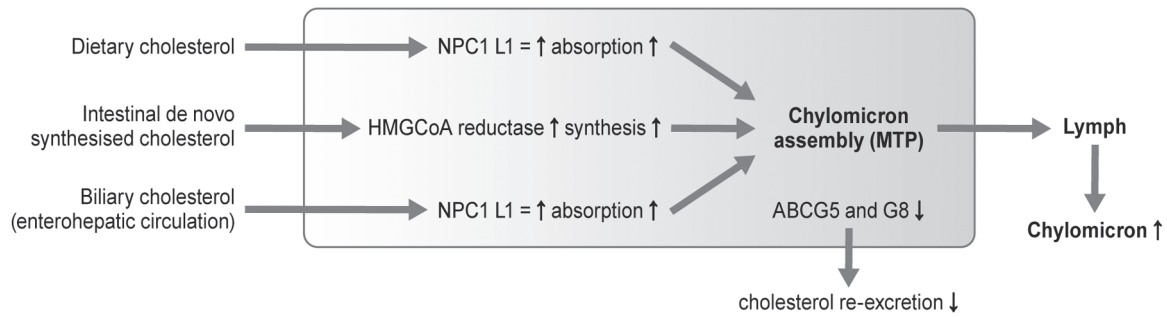 Dietary cholesterol
NPC1 L1 = ↑ absorption ↑
Intestinal de novo
synthesised cholesterol
HMGCoA reductase ↑ synthesis ↑
Chylomicron
assembly (MTP)
Lymph
Biliary cholesterol
(enterohepatic circulation)
NPC1 L1 = ↑ absorption ↑
ABCG5 and G8 ↓
Chylomicron ↑
cholesterol re-excretion ↓